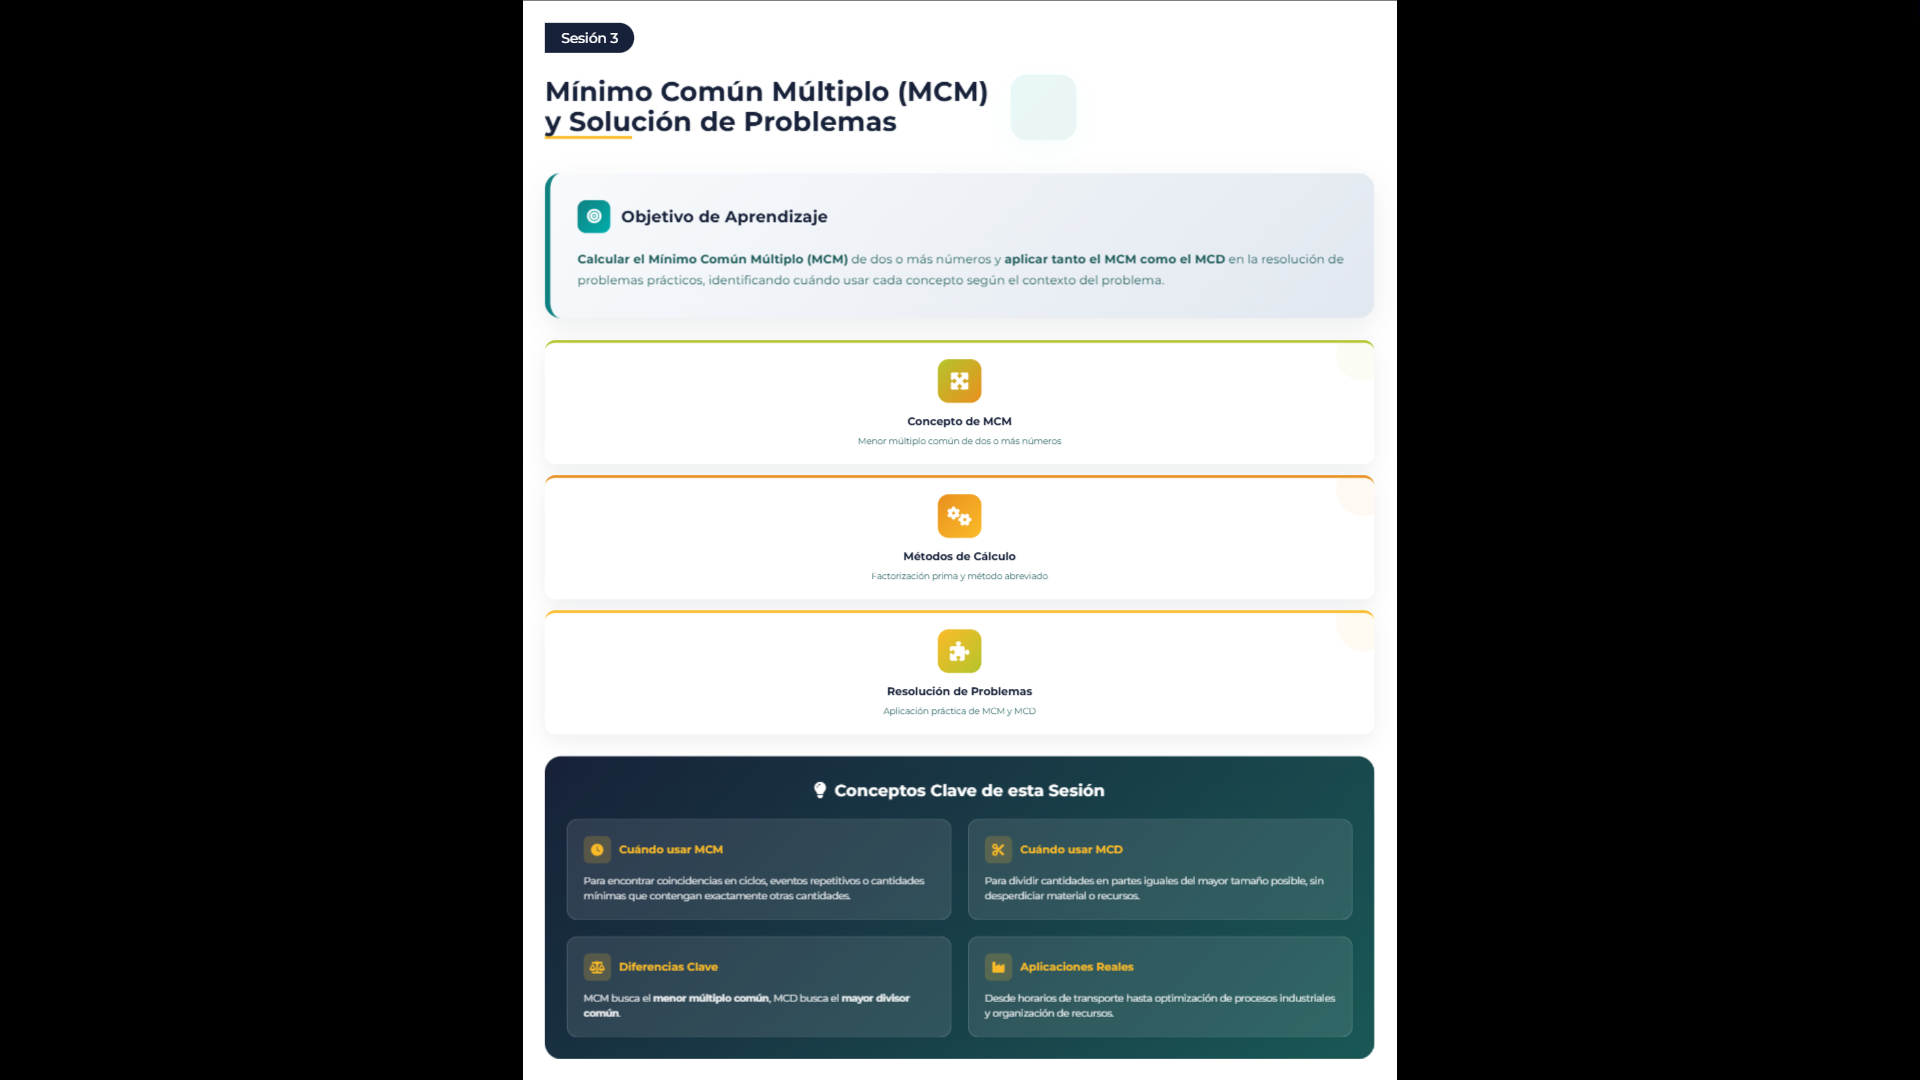 Sesión 3
Mínimo Común Múltiplo (MCM)
y Solución de Problemas
Objetivo de Aprendizaje
Calcular el Mínimo Común Múltiplo (MCM) de dos o más números y aplicar tanto el MCM como el MCD en la resolución de
problemas prácticos, identificando cuándo usar cada concepto según el contexto del problema.
Concepto de MCM
Menor múltiplo común de dos o más números
Métodos de Cálculo
Factorización prima y método abreviado
Resolución de Problemas
Aplicación práctica de MCM y MCD
Conceptos Clave de esta Sesión
Cuándo usar MCM
Para encontrar coincidencias en ciclos, eventos repetitivos o cantidades
mínimas que contengan exactamente otras cantidades.
Cuándo usar MCD
Para dividir cantidades en partes iguales del mayor tamaño posible, sin
desperdiciar material o recursos.
Diferencias Clave
MCM busca el menor múltiplo común, MCD busca el mayor divisor
común.
Aplicaciones Reales
Desde horarios de transporte hasta optimización de procesos industriales
y organización de recursos.